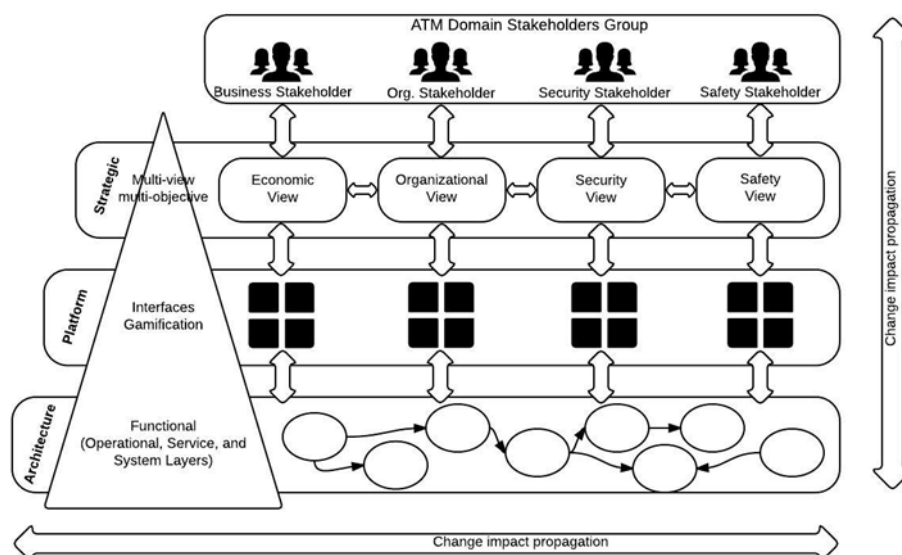 ATM Domain Stakeholders Group
Business Stakeholder
Org. Stakeholder
Security Stakeholder
Safety Stakeholder
Strategic
Multi-view
multi-objective
Economic
View
Organizational
View
Security
View
Safety
View
Platform
Interfaces
Gamification
Architecture
Functional
(Operational, Service, and
System Layers)
Change impact propagation
Change impact propagation